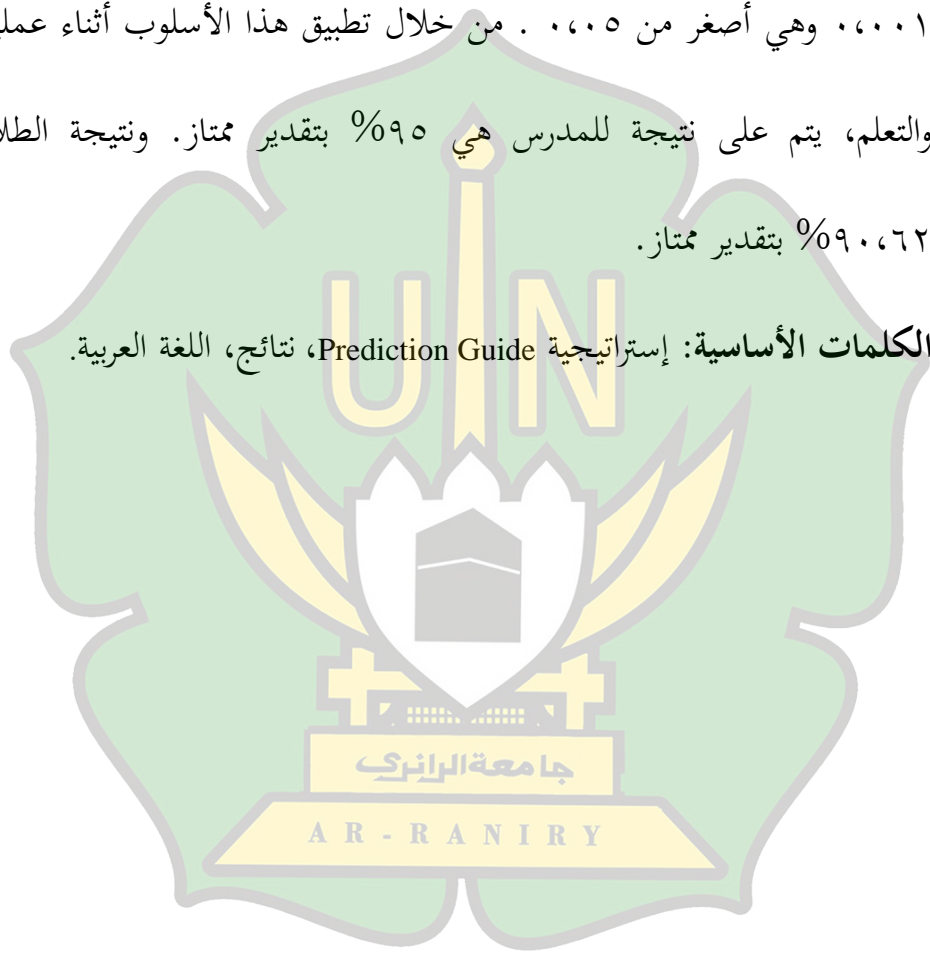 ٠،٠٠١ وهي أصغر من ٠،٠٥ . من خلال تطبيق هذا الأسلوب أثناء
والتعلم، يتم على نتيجة للمدرس هي ٩٥% بتقدير ممتاز. ونتيجة
٩٠،٦٢% بتقدير ممتاز.
الكلمات الأساسية: إستراتيجية Prediction Guide، نتائج، اللغة العربية.
UIN
جامعة الرانري
AR-RANIRY